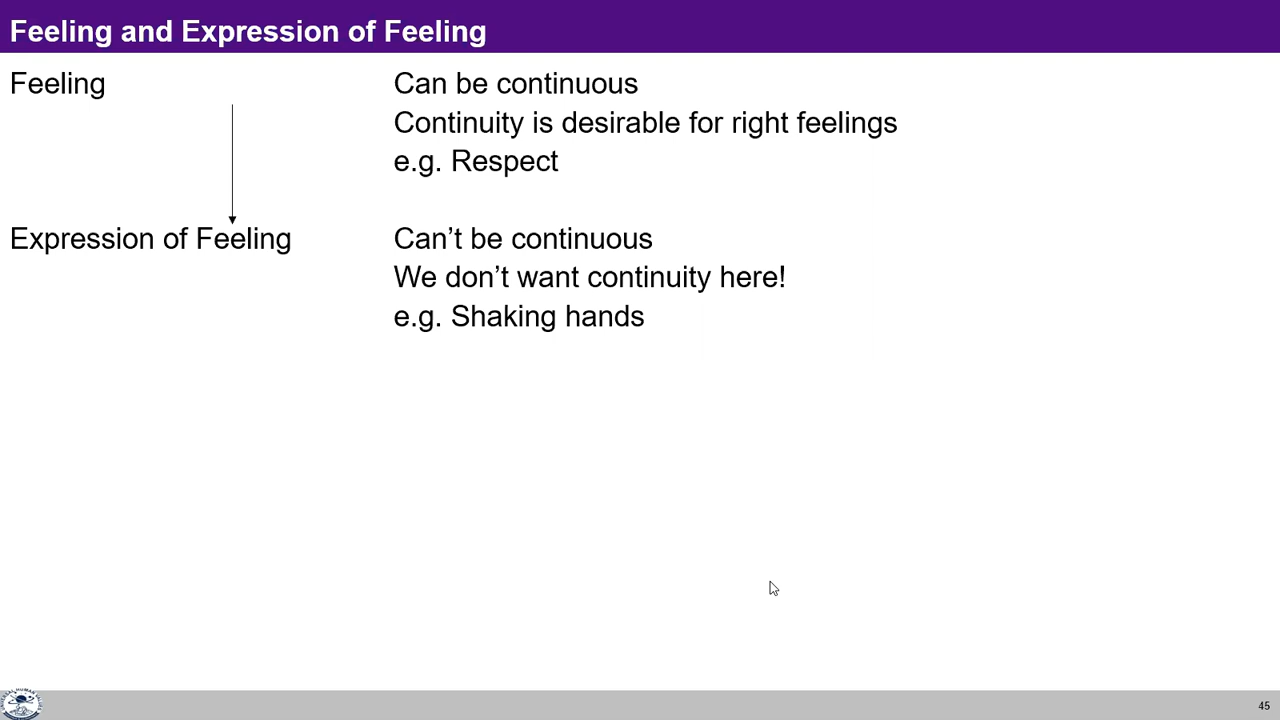 Feeling and Expression of Feeling
Feeling
Can be continuous
Continuity is desirable for right feelings
e.g. Respect
Expression of Feeling
Can’t be continuous
We don’t want continuity here!
e.g. Shaking hands
45